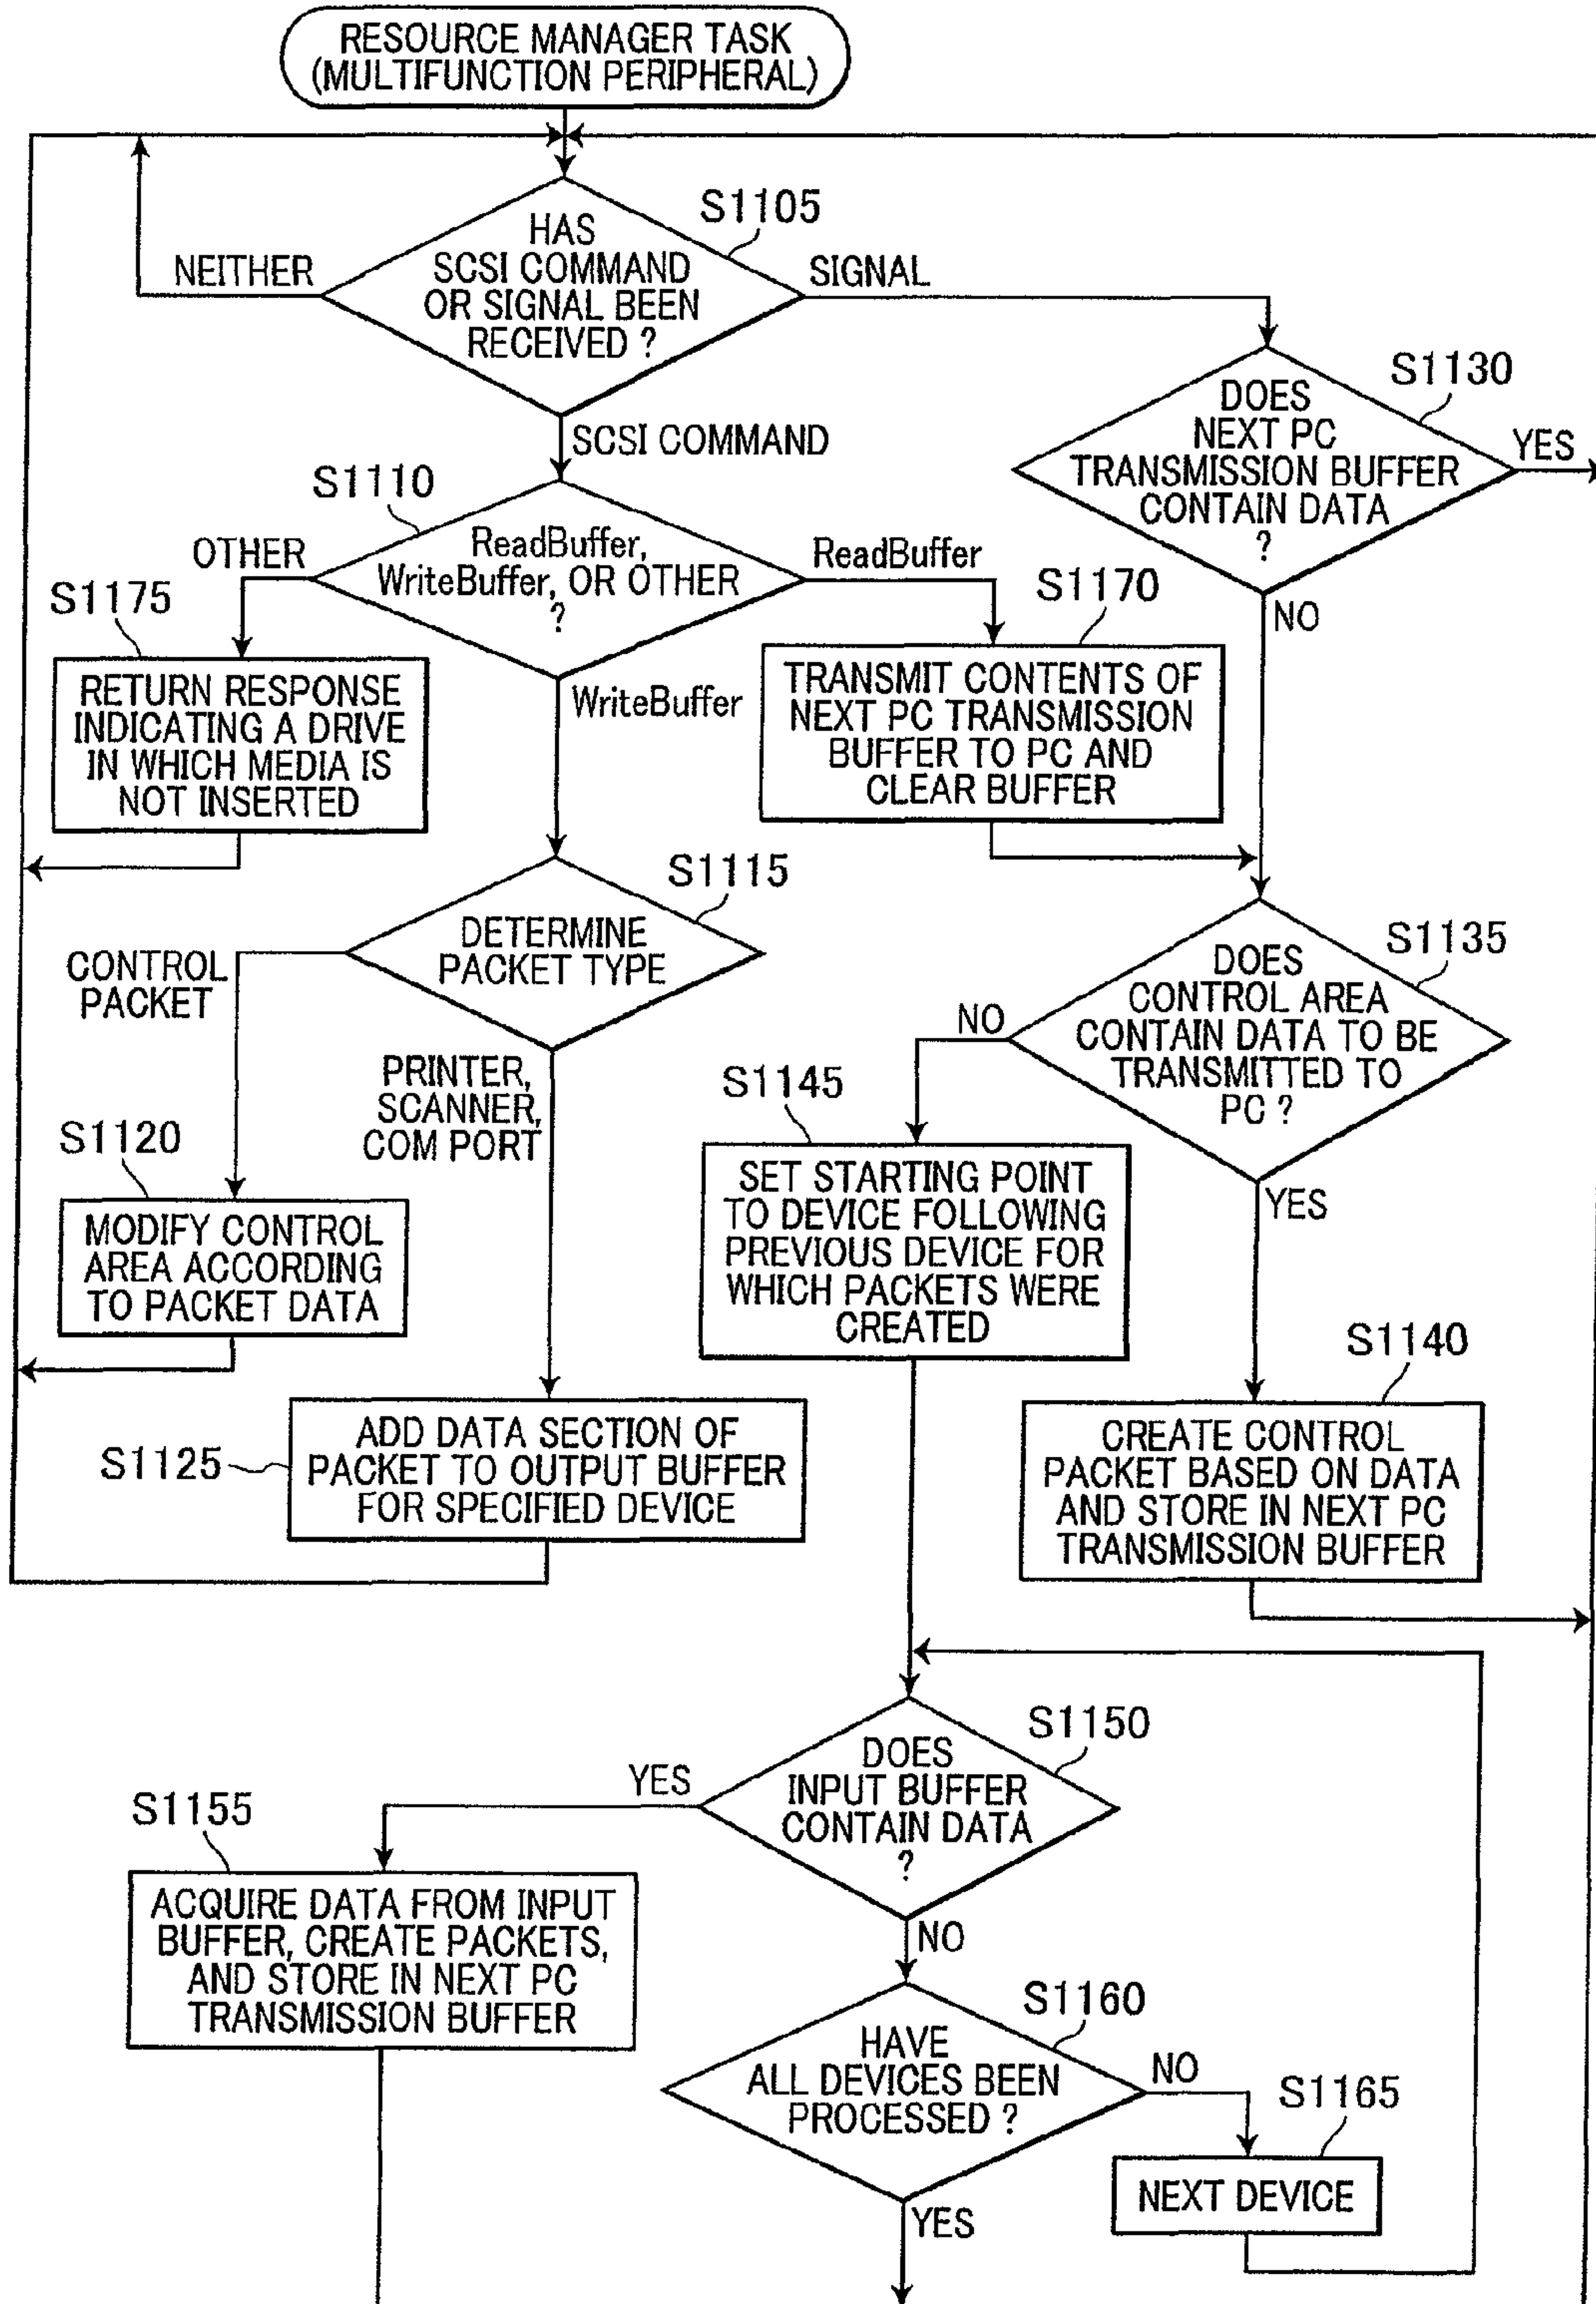 RESOURCE MANAGER TASK
(MULTIFUNCTION PERIPHERAL)
S1105
HAS
SCSI COMMAND
OR SIGNAL BEEN
RECEIVED ?
NEITHER
SIGNAL
SCSI COMMAND
S1130
DOES
NEXT PC
TRANSMISSION BUFFER
CONTAIN DATA
?
YES
NO
S1110
ReadBuffer,
WriteBuffer, OR OTHER
?
OTHER
ReadBuffer
WriteBuffer
S1175
RETURN RESPONSE
INDICATING A DRIVE
IN WHICH MEDIA IS
NOT INSERTED
S1170
TRANSMIT CONTENTS OF
NEXT PC TRANSMISSION
BUFFER TO PC AND
CLEAR BUFFER
S1115
DETERMINE
PACKET TYPE
CONTROL
PACKET
PRINTER,
SCANNER,
COM PORT
S1135
DOES
CONTROL AREA
CONTAIN DATA TO BE
TRANSMITTED TO
PC ?
NO
YES
S1120
MODIFY CONTROL
AREA ACCORDING
TO PACKET DATA
S1145
SET STARTING POINT
TO DEVICE FOLLOWING
PREVIOUS DEVICE FOR
WHICH PACKETS WERE
CREATED
S1125
ADD DATA SECTION OF
PACKET TO OUTPUT BUFFER
FOR SPECIFIED DEVICE
S1140
CREATE CONTROL
PACKET BASED ON DATA
AND STORE IN NEXT PC
TRANSMISSION BUFFER
S1150
DOES
INPUT BUFFER
CONTAIN DATA
?
YES
NO
S1155
ACQUIRE DATA FROM INPUT
BUFFER, CREATE PACKETS,
AND STORE IN NEXT PC
TRANSMISSION BUFFER
S1160
HAVE
ALL DEVICES BEEN
PROCESSED ?
NO
YES
S1165
NEXT DEVICE